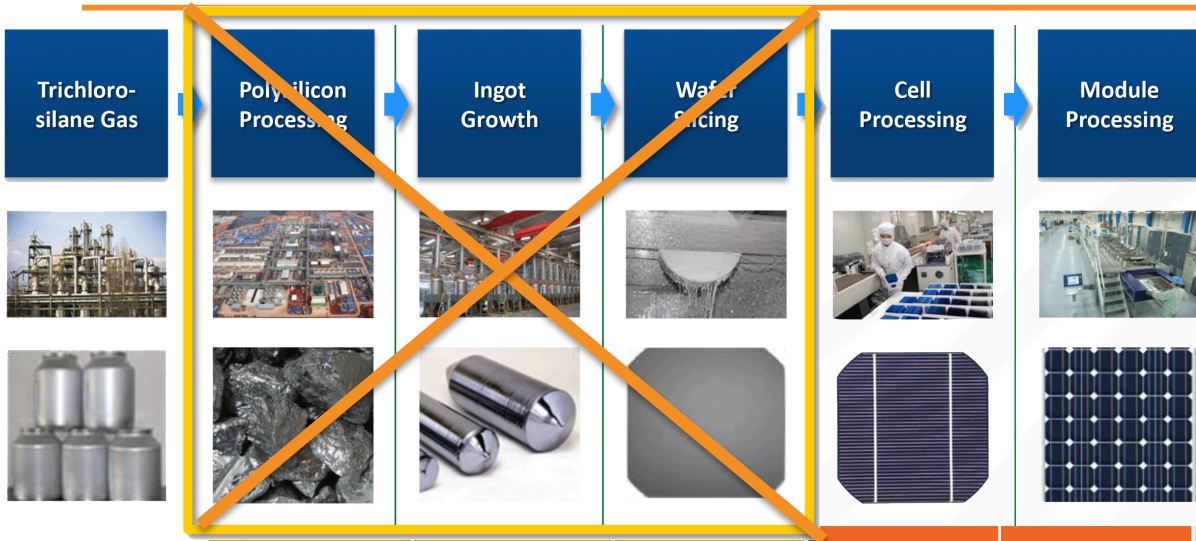 Trichloro-
silane Gas
Polysilicon
Processing
Ingot
Growth
Wafer
Slicing
Cell
Processing
Module
Processing